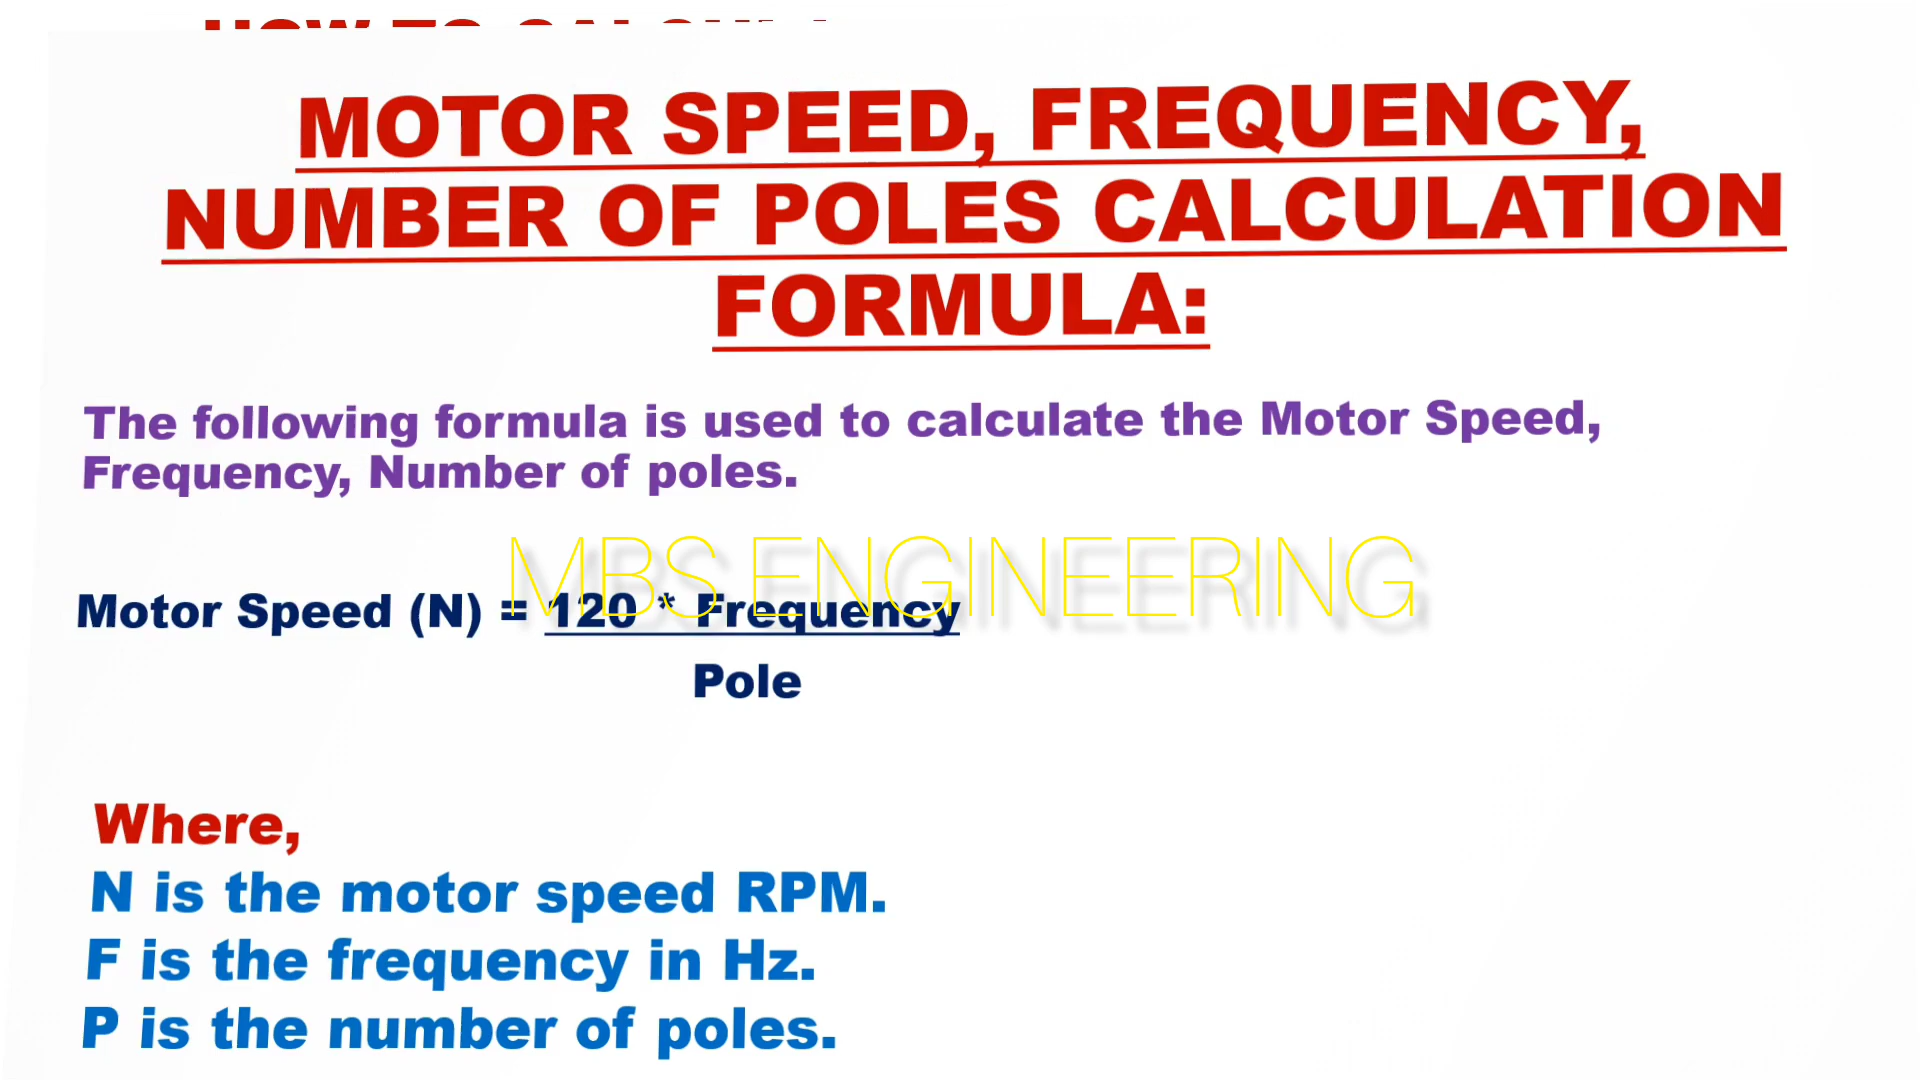 MOTOR SPEED, FREQUENCY,
NUMBER OF POLES CALCULATION
FORMULA:
The following formula is used to calculate the Motor Speed,
Frequency, Number of poles.
MBS ENGINEERING
Motor Speed (N) = 120 * Frequency
Pole
Where,
N is the motor speed RPM.
F is the frequency in Hz.
P is the number of poles.